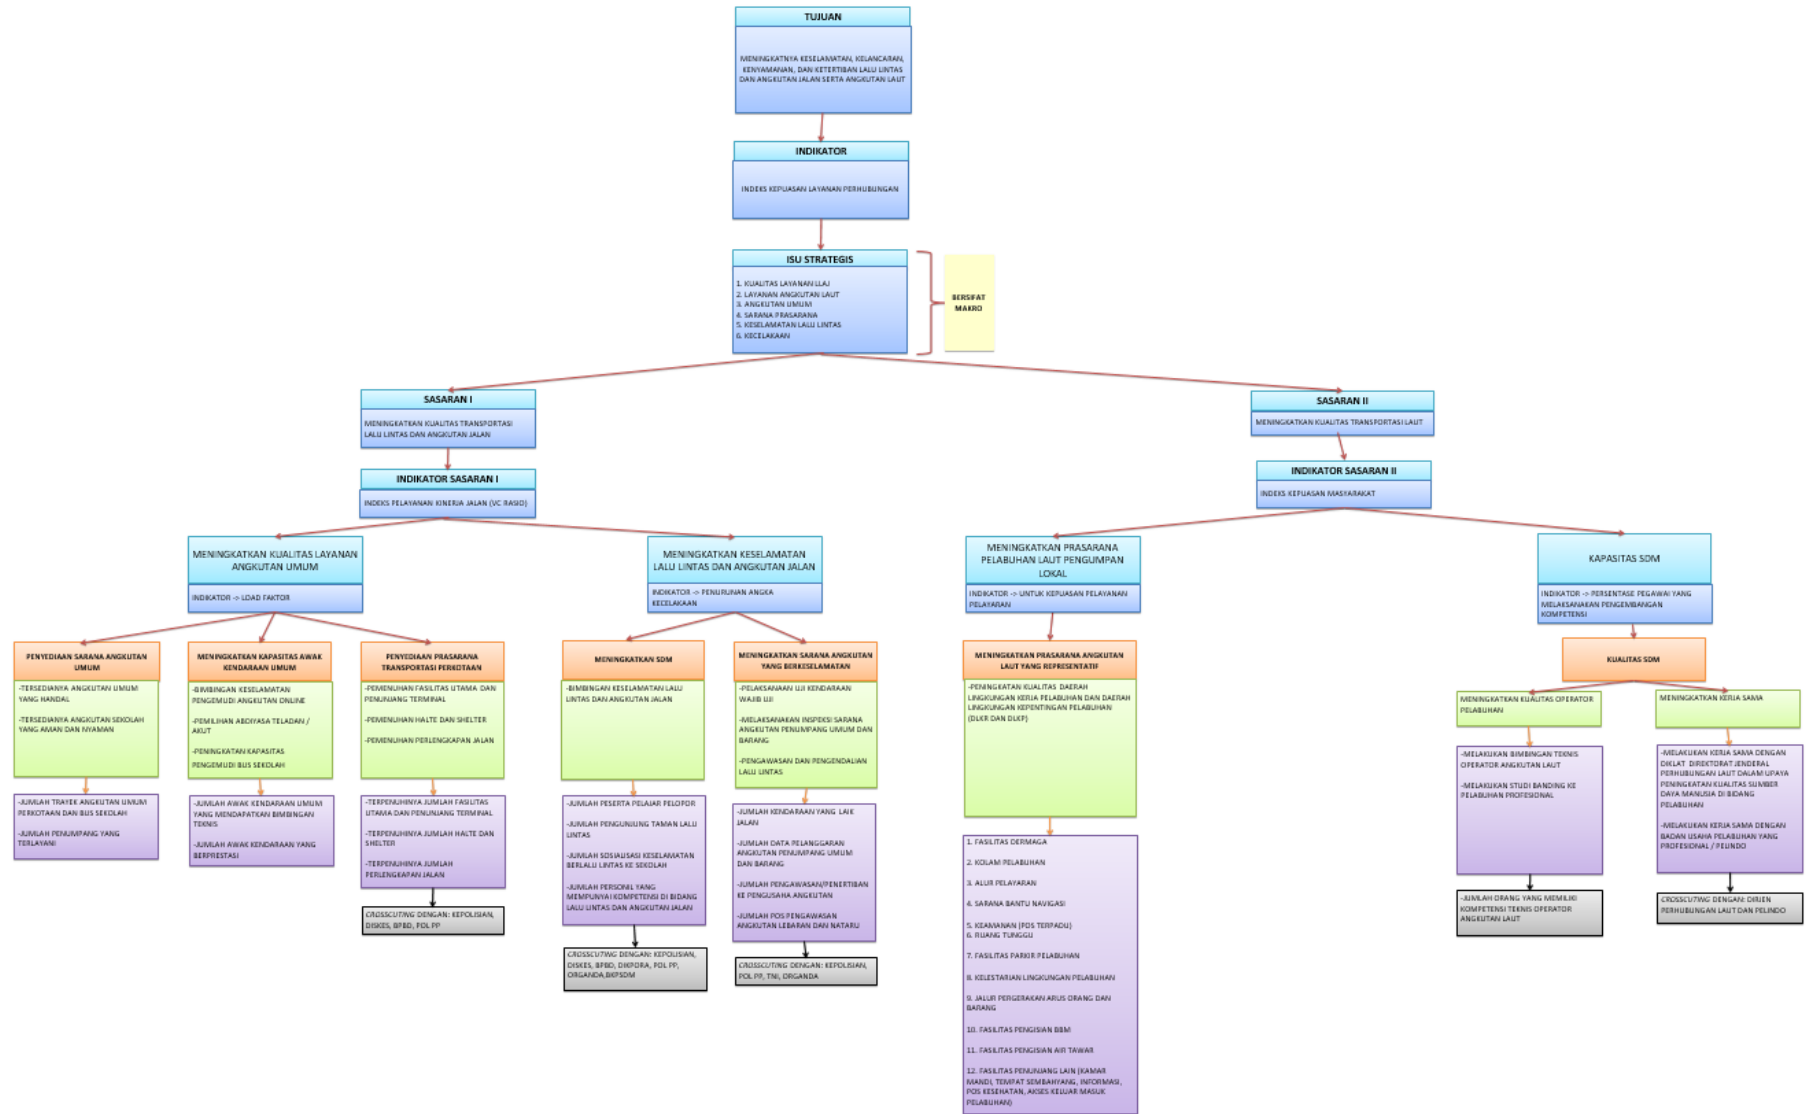 TUJUAN
MENINGKATNYA KESELAMATAN, KELANCARAN,
KENYAMANAN, DAN KETERTIBAN LALU LINTAS
DAN ANGKUTAN JALAN SERTA ANGKUTAN LAUT
INDIKATOR
INDEKS KEPUASAN LAYANAN PERHUBUNGAN
ISU STRATEGIS
1. KUALITAS LAYANAN LLAJ
2. LAYANAN ANGKUTAN LAUT
3. ANGKUTAN UMUM
4. SARANA PRASARANA
5. KESELAMATAN LALU LINTAS
6. KECELAKAAN
BERSIFAT
MAKRO
SASARAN I
MENINGKATKAN KUALITAS TRANSPORTASI
LALU LINTAS DAN ANGKUTAN JALAN
INDIKATOR SASARAN I
INDEKS PELAYANAN KINERJA JALAN (VC RASIO)
SASARAN II
MENINGKATKAN KUALITAS TRANSPORTASI LAUT
INDIKATOR SASARAN II
INDEKS KEPUASAN MASYARAKAT
MENINGKATKAN KUALITAS LAYANAN
ANGKUTAN UMUM
INDIKATOR -> LOAD FAKTOR
MENINGKATKAN KESELAMATAN
LALU LINTAS DAN ANGKUTAN JALAN
INDIKATOR -> PENURUNAN ANGKA
KECELAKAAN
MENINGKATKAN PRASARANA
PELABUHAN LAUT PENGUMPAN
LOKAL
INDIKATOR -> UNTUK KEPUASAN PELAYANAN
PELAYARAN
KAPASITAS SDM
INDIKATOR -> PERSENTASE PEGAWAI YANG
MELAKSANAKAN PENGEMBANGAN
KOMPETENSI
PENYEDIAAN SARANA ANGKUTAN
UMUM
-TERSEDIANYA ANGKUTAN UMUM
YANG HANDAL
-TERSEDIANYA ANGKUTAN SEKOLAH
YANG AMAN DAN NYAMAN
-JUMLAH TRAYEK ANGKUTAN UMUM
PERKOTAAN DAN BUS SEKOLAH
-JUMLAH PENUMPANG YANG
TERLAYANI
MENINGKATKAN KAPASITAS AWAK
KENDARAAN UMUM
-BIMBINGAN KESELAMATAN
PENGEMUDI ANGKUTAN ONLINE
-PEMILIHAN ABDIYASA TELADAN /
AKUT
-PENINGKATAN KAPASITAS
PENGEMUDI BUS SEKOLAH
-JUMLAH AWAK KENDARAAN UMUM
YANG MENDAPATKAN BIMBINGAN
TEKNIS
-JUMLAH AWAK KENDARAAN YANG
BERPRESTASI
PENYEDIAAN PRASARANA
TRANSPORTASI PERKOTAAN
-PEMENUHAN FASILITAS UTAMA DAN
PENUNJANG TERMINAL
-PEMENUHAN HALTE DAN SHELTER
-PEMENUHAN PERLENGKAPAN JALAN
-TERPENUHINYA JUMLAH FASILITAS
UTAMA DAN PENUNJANG TERMINAL
-TERPENUHINYA JUMLAH HALTE DAN
SHELTER
-TERPENUHINYA JUMLAH
PERLENGKAPAN JALAN
CROSSCUTING DENGAN: KEPOLISIAN,
DISKES, BPBD, POL PP
MENINGKATKAN SDM
-BIMBINGAN KESELAMATAN LALU
LINTAS DAN ANGKUTAN JALAN
-JUMLAH PESERTA PELAJAR PELOPOR
-JUMLAH PENGUNJUNG TAMAN LALU
LINTAS
-JUMLAH SOSIALISASI KESELAMATAN
BERLALU LINTAS KE SEKOLAH
-JUMLAH PERSONIL YANG
MEMPUNYAI KOMPETENSI DI BIDANG
LALU LINTAS DAN ANGKUTAN JALAN
CROSSCUTING DENGAN: KEPOLISIAN,
DISKES, BPBD, DIKPORA, POL PP,
ORGANDA,BKPSDM
MENINGKATKAN SARANA ANGKUTAN
YANG BERKESELAMATAN
-PELAKSANAAN UJI KENDARAAN
WAJIB UJI
-MELAKSANAKAN INSPEKSI SARANA
ANGKUTAN PENUMPANG UMUM DAN
BARANG
-PENGAWASAN DAN PENGENDALIAN
LALU LINTAS
-JUMLAH KENDARAAN YANG LAIK
JALAN
-JUMLAH DATA PELANGGARAN
ANGKUTAN PENUMPANG UMUM
DAN BARANG
-JUMLAH PENGAWASAN/PENERTIBAN
KE PENGUSAHA ANGKUTAN
-JUMLAH POS PENGAWASAN
ANGKUTAN LEBARAN DAN NATARU
CROSSCUTING DENGAN: KEPOLISIAN,
POL PP, TNI, ORGANDA
MENINGKATKAN PRASARANA ANGKUTAN
LAUT YANG REPRESENTATIF
-PENINGKATAN KUALITAS DAERAH
LINGKUNGAN KERJA PELABUHAN DAN DAERAH
LINGKUNGAN KEPENTINGAN PELABUHAN
(DLKR DAN DLKP)
1. FASILITAS DERMAGA
2. KOLAM PELABUHAN
3. ALUR PELAYARAN
4. SARANA BANTU NAVIGASI
5. KEAMANAN (POS TERPADU)
6. RUANG TUNGGU
7. FASILITAS PARKIR PELABUHAN
8. KELESTARIAN LINGKUNGAN PELABUHAN
9. JALUR PERGERAKAN ARUS ORANG DAN
BARANG
10. FASILITAS PENGISIAN BBM
11. FASILITAS PENGISIAN AIR TAWAR
12. FASILITAS PENUNJANG LAIN (KAMAR
MANDI, TEMPAT SEMBAHYANG, INFORMASI,
POS KESEHATAN, AKSES KELUAR MASUK
PELABUHAN)
KUALITAS SDM
MENINGKATKAN KUALITAS OPERATOR
PELABUHAN
-MELAKUKAN BIMBINGAN TEKNIS
OPERATOR ANGKUTAN LAUT
-MELAKUKAN STUDI BANDING KE
PELABUHAN PROFESIONAL
-JUMLAH ORANG YANG MEMILIKI
KOMPETENSI TEKNIS OPERATOR
ANGKUTAN LAUT
MENINGKATKAN KERJA SAMA
-MELAKUKAN KERJA SAMA DENGAN
DIKLAT DIREKTORAT JENDERAL
PERHUBUNGAN LAUT DALAM UPAYA
PENINGKATAN KUALITAS SUMBER
DAYA MANUSIA DI BIDANG
PELABUHAN
-MELAKUKAN KERJA SAMA DENGAN
BADAN USAHA PELABUHAN YANG
PROFESIONAL / PELINDO
CROSSCUTING DENGAN: DIRJEN
PERHUBUNGAN LAUT DAN PELINDO